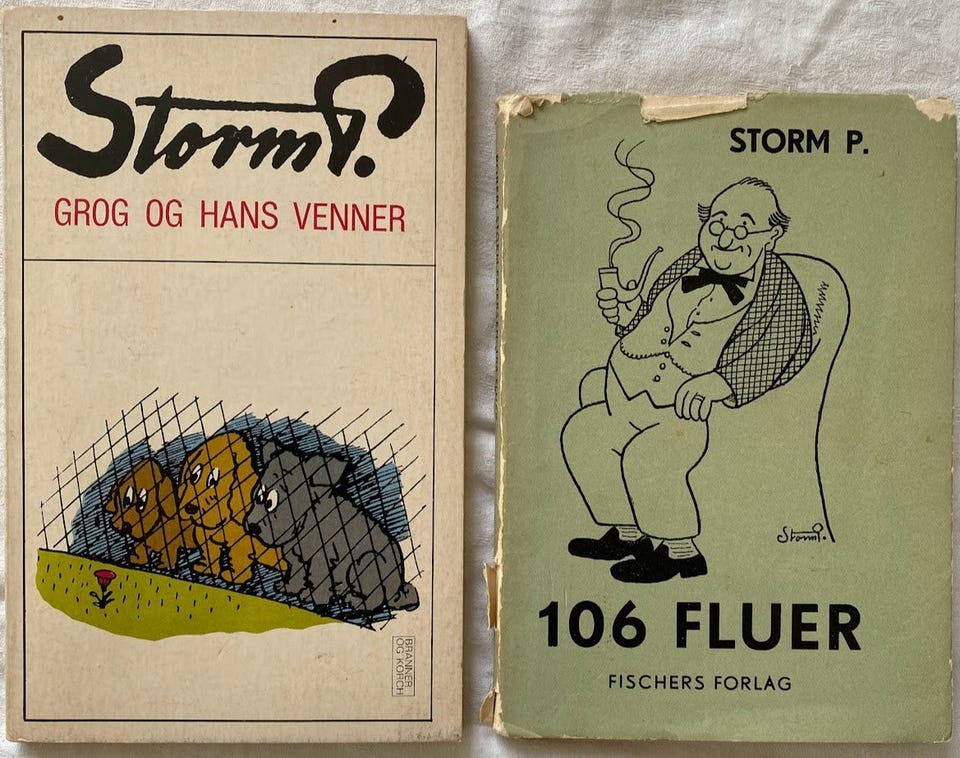 Storm P.
GROG OG HANS VENNER
BRANNER
OG KORCH
STORM P.
Storm P.
106 FLUER
FISCHERS FORLAG